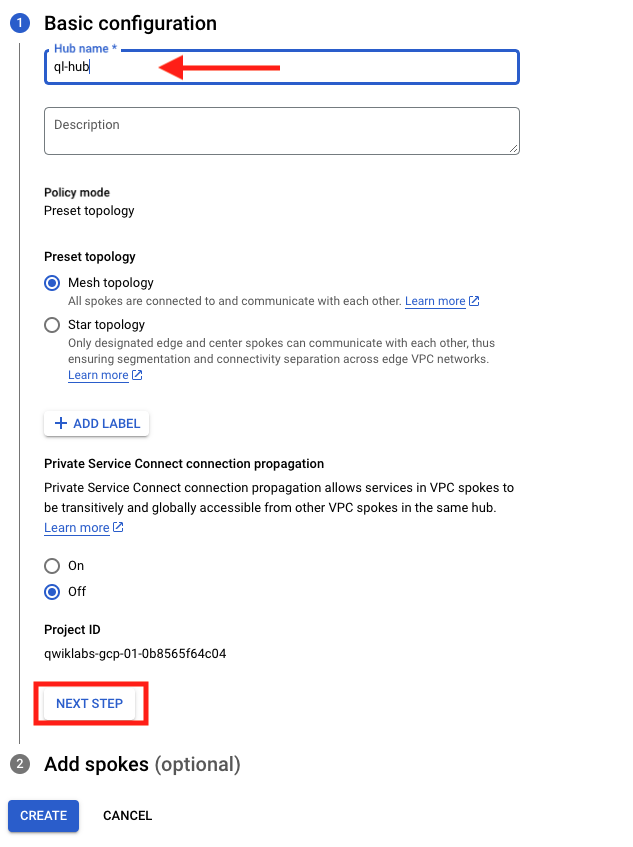 1 Basic configuration
Hub name *
ql-hub
Description
Policy mode
Preset topology
Preset topology
Mesh topology
All spokes are connected to and communicate with each other. Learn more
Star topology
Only designated edge and center spokes can communicate with each other, thus
ensuring segmentation and connectivity separation across edge VPC networks.
Learn more
ADD LABEL
Private Service Connect connection propagation
Private Service Connect connection propagation allows services in VPC spokes to
be transitively and globally accessible from other VPC spokes in the same hub.
Learn more
On
Off
Project ID
qwiklabs-gcp-01-0b8565f64c04
NEXT STEP
2 Add spokes (optional)
CREATE CANCEL